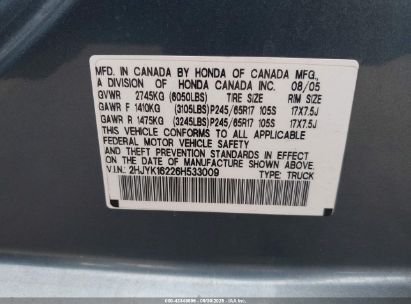 MFD. IN CANADA BY HONDA OF CANADA MFG.,
A DIVISION OF HONDA CANADA INC. 08/05
GVWR 2745KG (6050LBS) TIRE SIZE RIM SIZE
GAWR F 1410KG (3105LBS)P245/65R17 105S 17X7.5J
GAWR R 1475KG (3245LBS)P245/65R17 105S 17X7.5J
THIS VEHICLE CONFORMS TO ALL APPLICABLE
FEDERAL MOTOR VEHICLE SAFETY
AND THEFT PREVENTION STANDARDS IN EFFECT ON
THE DATE OF MANUFACTURE SHOWN ABOVE.
V.I.N.: 2HJYK16226H533009 TYPE: TRUCK